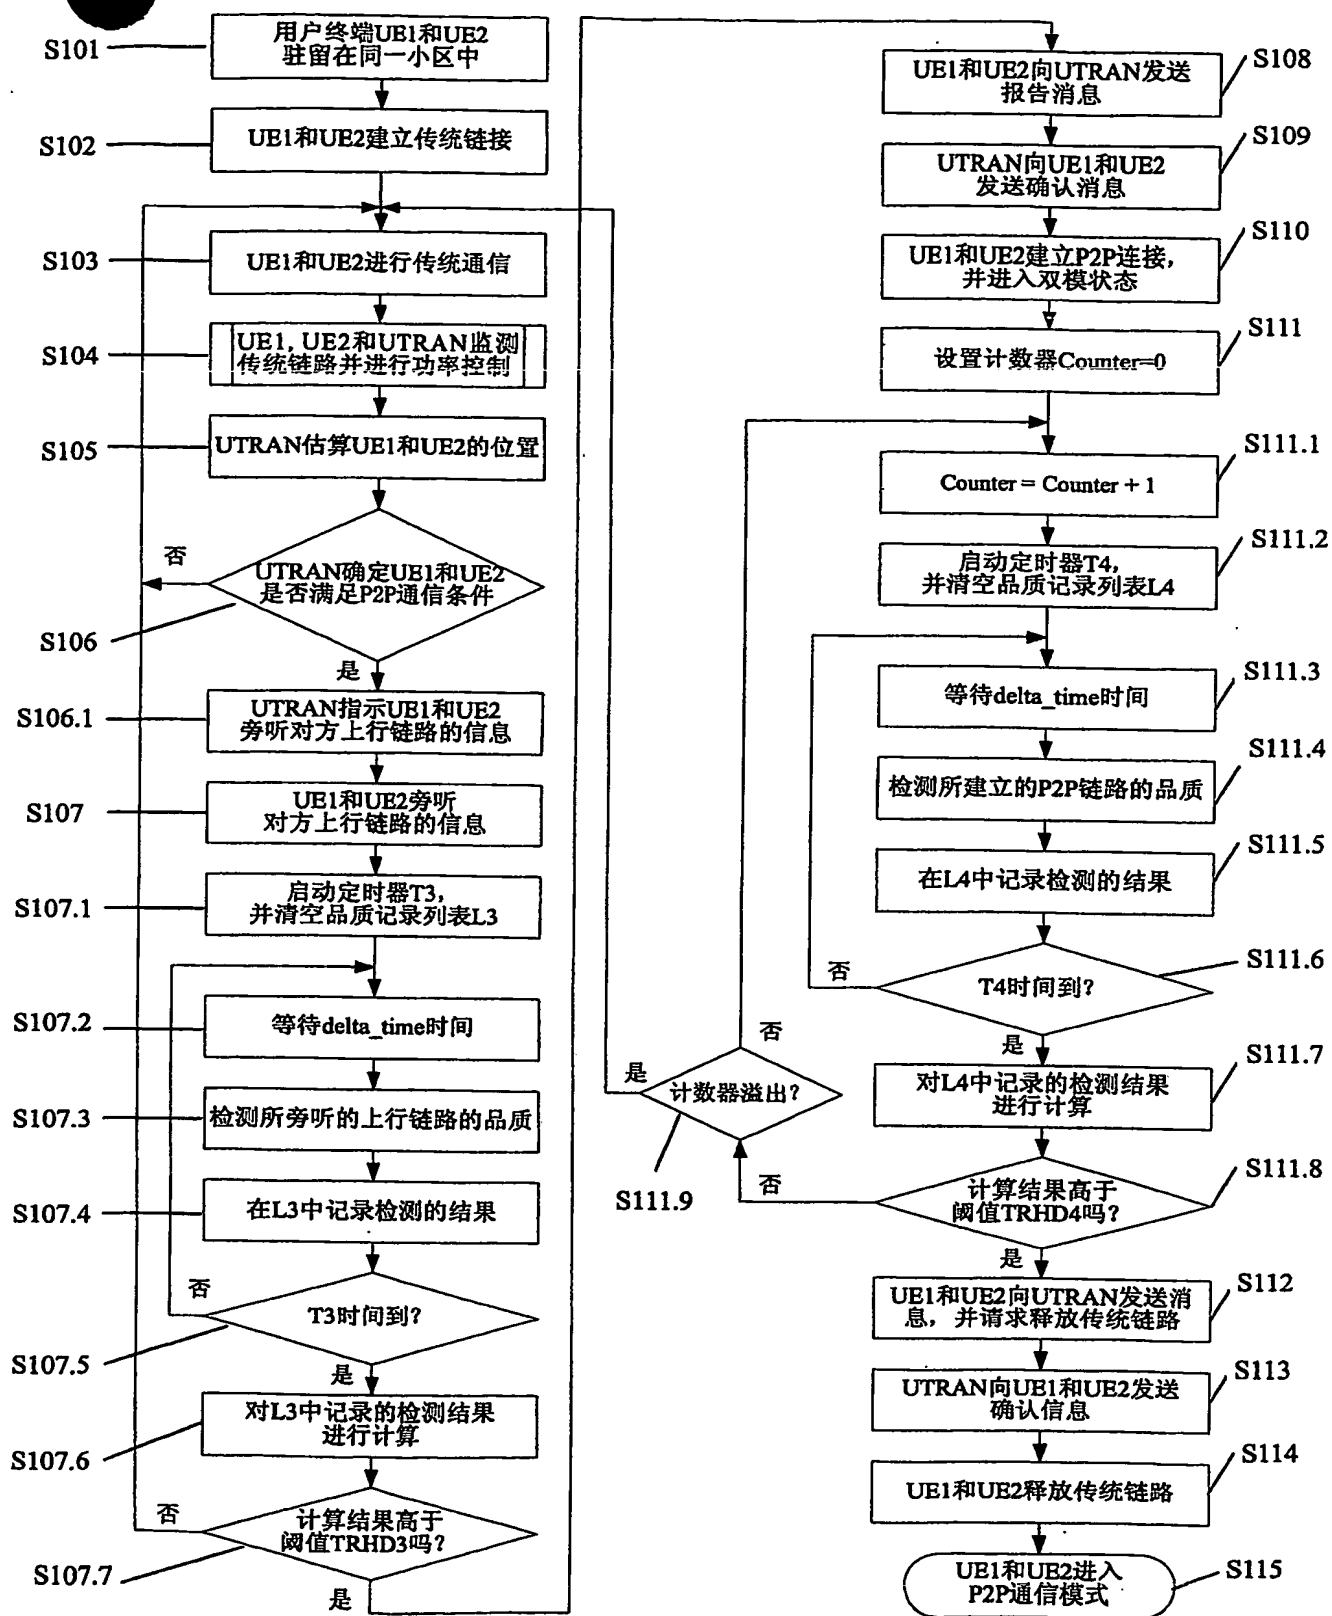 S101
用户终端UE1和UE2
驻留在同一小区中
S102
UE1和UE2建立传统链接
S103
UE1和UE2进行传统通信
S104
UE1, UE2和UTRAN监测
传统链路并进行功率控制
S105
UTRAN估算UE1和UE2的位置
否
UTRAN确定UE1和UE2
是否满足P2P通信条件
S106
是
S106.1
UTRAN指示UE1和UE2
旁听对方上行链路的信息
S107
UE1和UE2旁听
对方上行链路的信息
S107.1
启动定时器T3,
并清空品质记录列表L3
S107.2
等待delta_time时间
S107.3
检测所旁听的上行链路的品质
S107.4
在L3中记录检测的结果
否
T3时间到?
S107.5
是
对L3中记录的检测结果
进行计算
S107.6
否
计算结果高于
阈值TRHD3吗?
S107.7
是
UE1和UE2向UTRAN发送
报告消息
S108
UTRAN向UE1和UE2
发送确认消息
S109
UE1和UE2建立P2P连接,
并进入双模状态
S110
设置计数器Counter=0
S111
Counter = Counter + 1
S111.1
启动定时器T4,
并清空品质记录列表L4
S111.2
等待delta_time时间
S111.3
检测所建立的P2P链路的品质
S111.4
在L4中记录检测的结果
S111.5
否
T4时间到?
S111.6
是
对L4中记录的检测结果
进行计算
S111.7
否
是
计数器溢出?
S111.9
否
计算结果高于
阈值TRHD4吗?
S111.8
是
UE1和UE2向UTRAN发送消
息, 并请求释放传统链路
S112
UTRAN向UE1和UE2发送
确认信息
S113
UE1和UE2释放传统链路
S114
UE1和UE2进入
P2P通信模式
S115